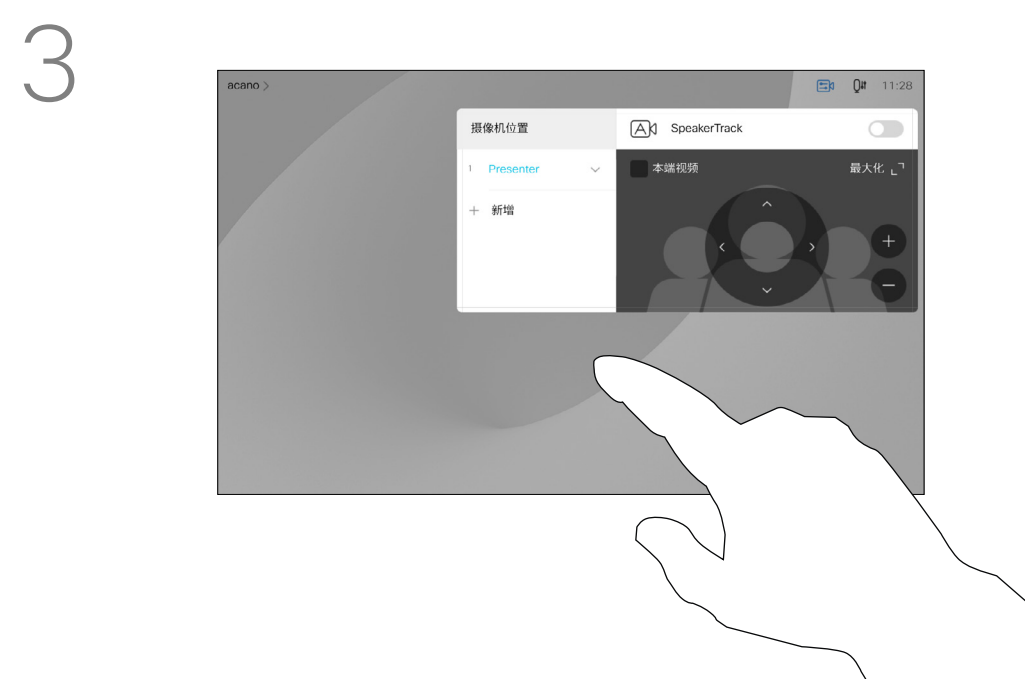 3
acano >
11:28
摄像机位置
SpeakerTrack
1 Presenter
本端视频
最大化
+ 新增